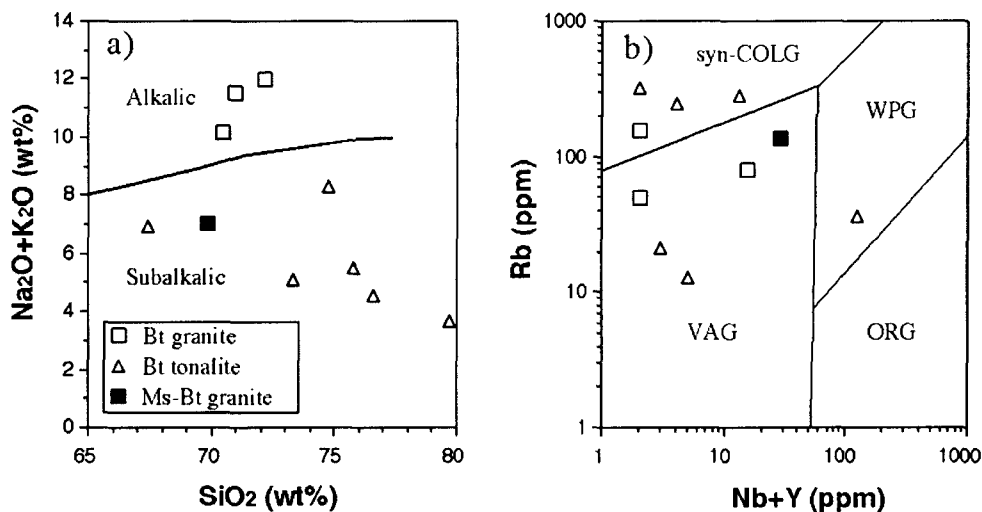 a)
Na2O+K2O (wt%)
14
12
10
8
6
4
2
0
Alkalic
Subalkalic
Bt granite
Bt tonalite
Ms-Bt granite
65
70
75
80
SiO2 (wt%)
b)
Rb (ppm)
1000
100
10
1
syn-COLG
WPG
VAG
ORG
1
10
100
1000
Nb+Y (ppm)